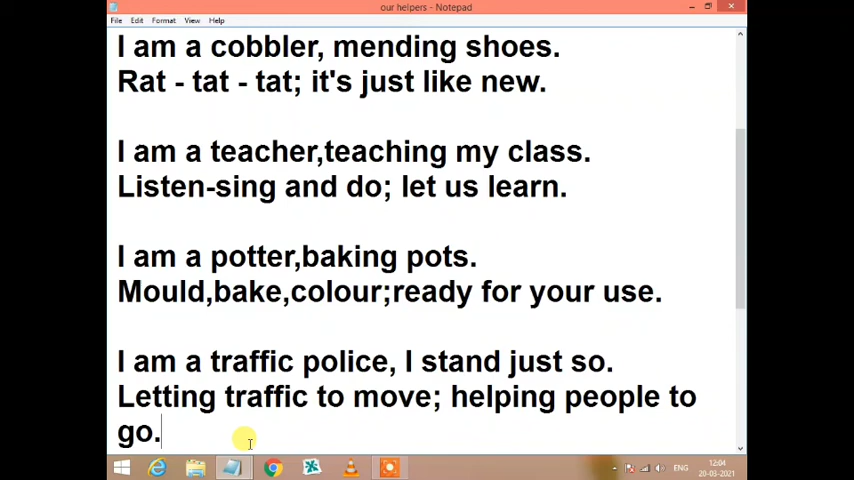 our helpers - Notepad
File Edit Format View Help
I am a cobbler, mending shoes.
Rat - tat - tat; it's just like new.
I am a teacher,teaching my class.
Listen-sing and do; let us learn.
I am a potter,baking pots.
Mould,bake,colour;ready for your use.
I am a traffic police, I stand just so.
Letting traffic to move; helping people to
go.
ENG
12:04
20-03-2021